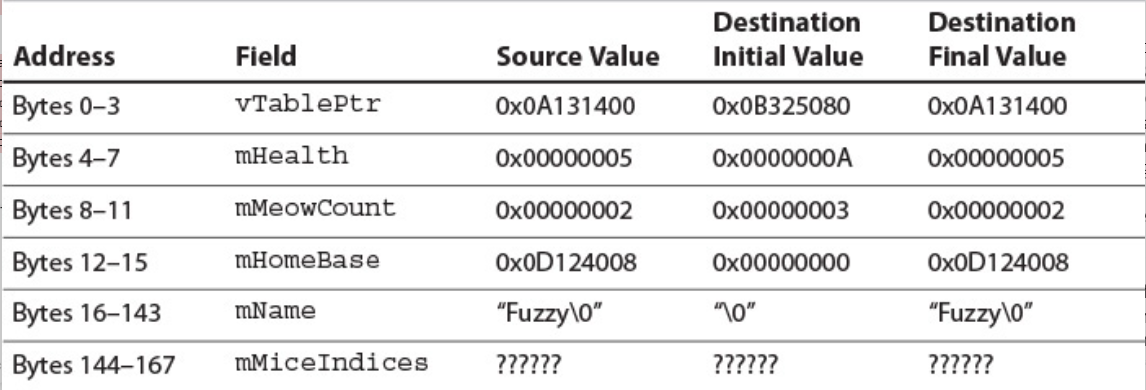 Address Field Source Value Destination Initial Value Destination Final Value
Bytes 0–3 vTablePtr 0x0A131400 0x0B325080 0x0A131400
Bytes 4–7 mHealth 0x00000005 0x0000000A 0x00000005
Bytes 8–11 mMeowCount 0x00000002 0x00000003 0x00000002
Bytes 12–15 mHomeBase 0x0D124008 0x00000000 0x0D124008
Bytes 16–143 mName “Fuzzy\0” “\0” “Fuzzy\0”
Bytes 144–167 mMiceIndices ?????? ?????? ??????